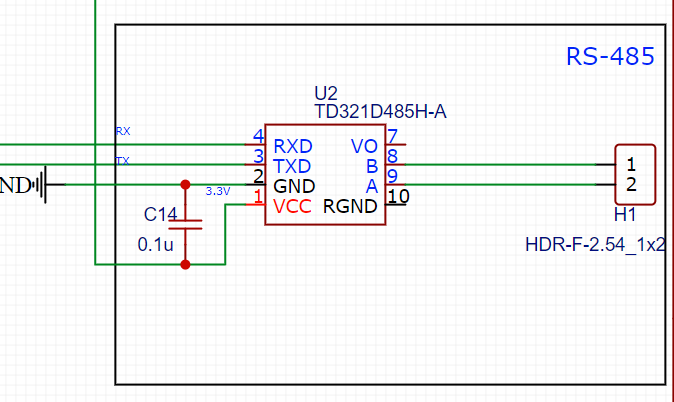 RS-485
U2
TD321D485H-A
RX
4 RXD VO 7
TX
3 TXD B 8
1
ND
2 GND A 9
2
3.3V
1 VCC RGND 10
C14
H1
0.1u
HDR-F-2.54_1x2